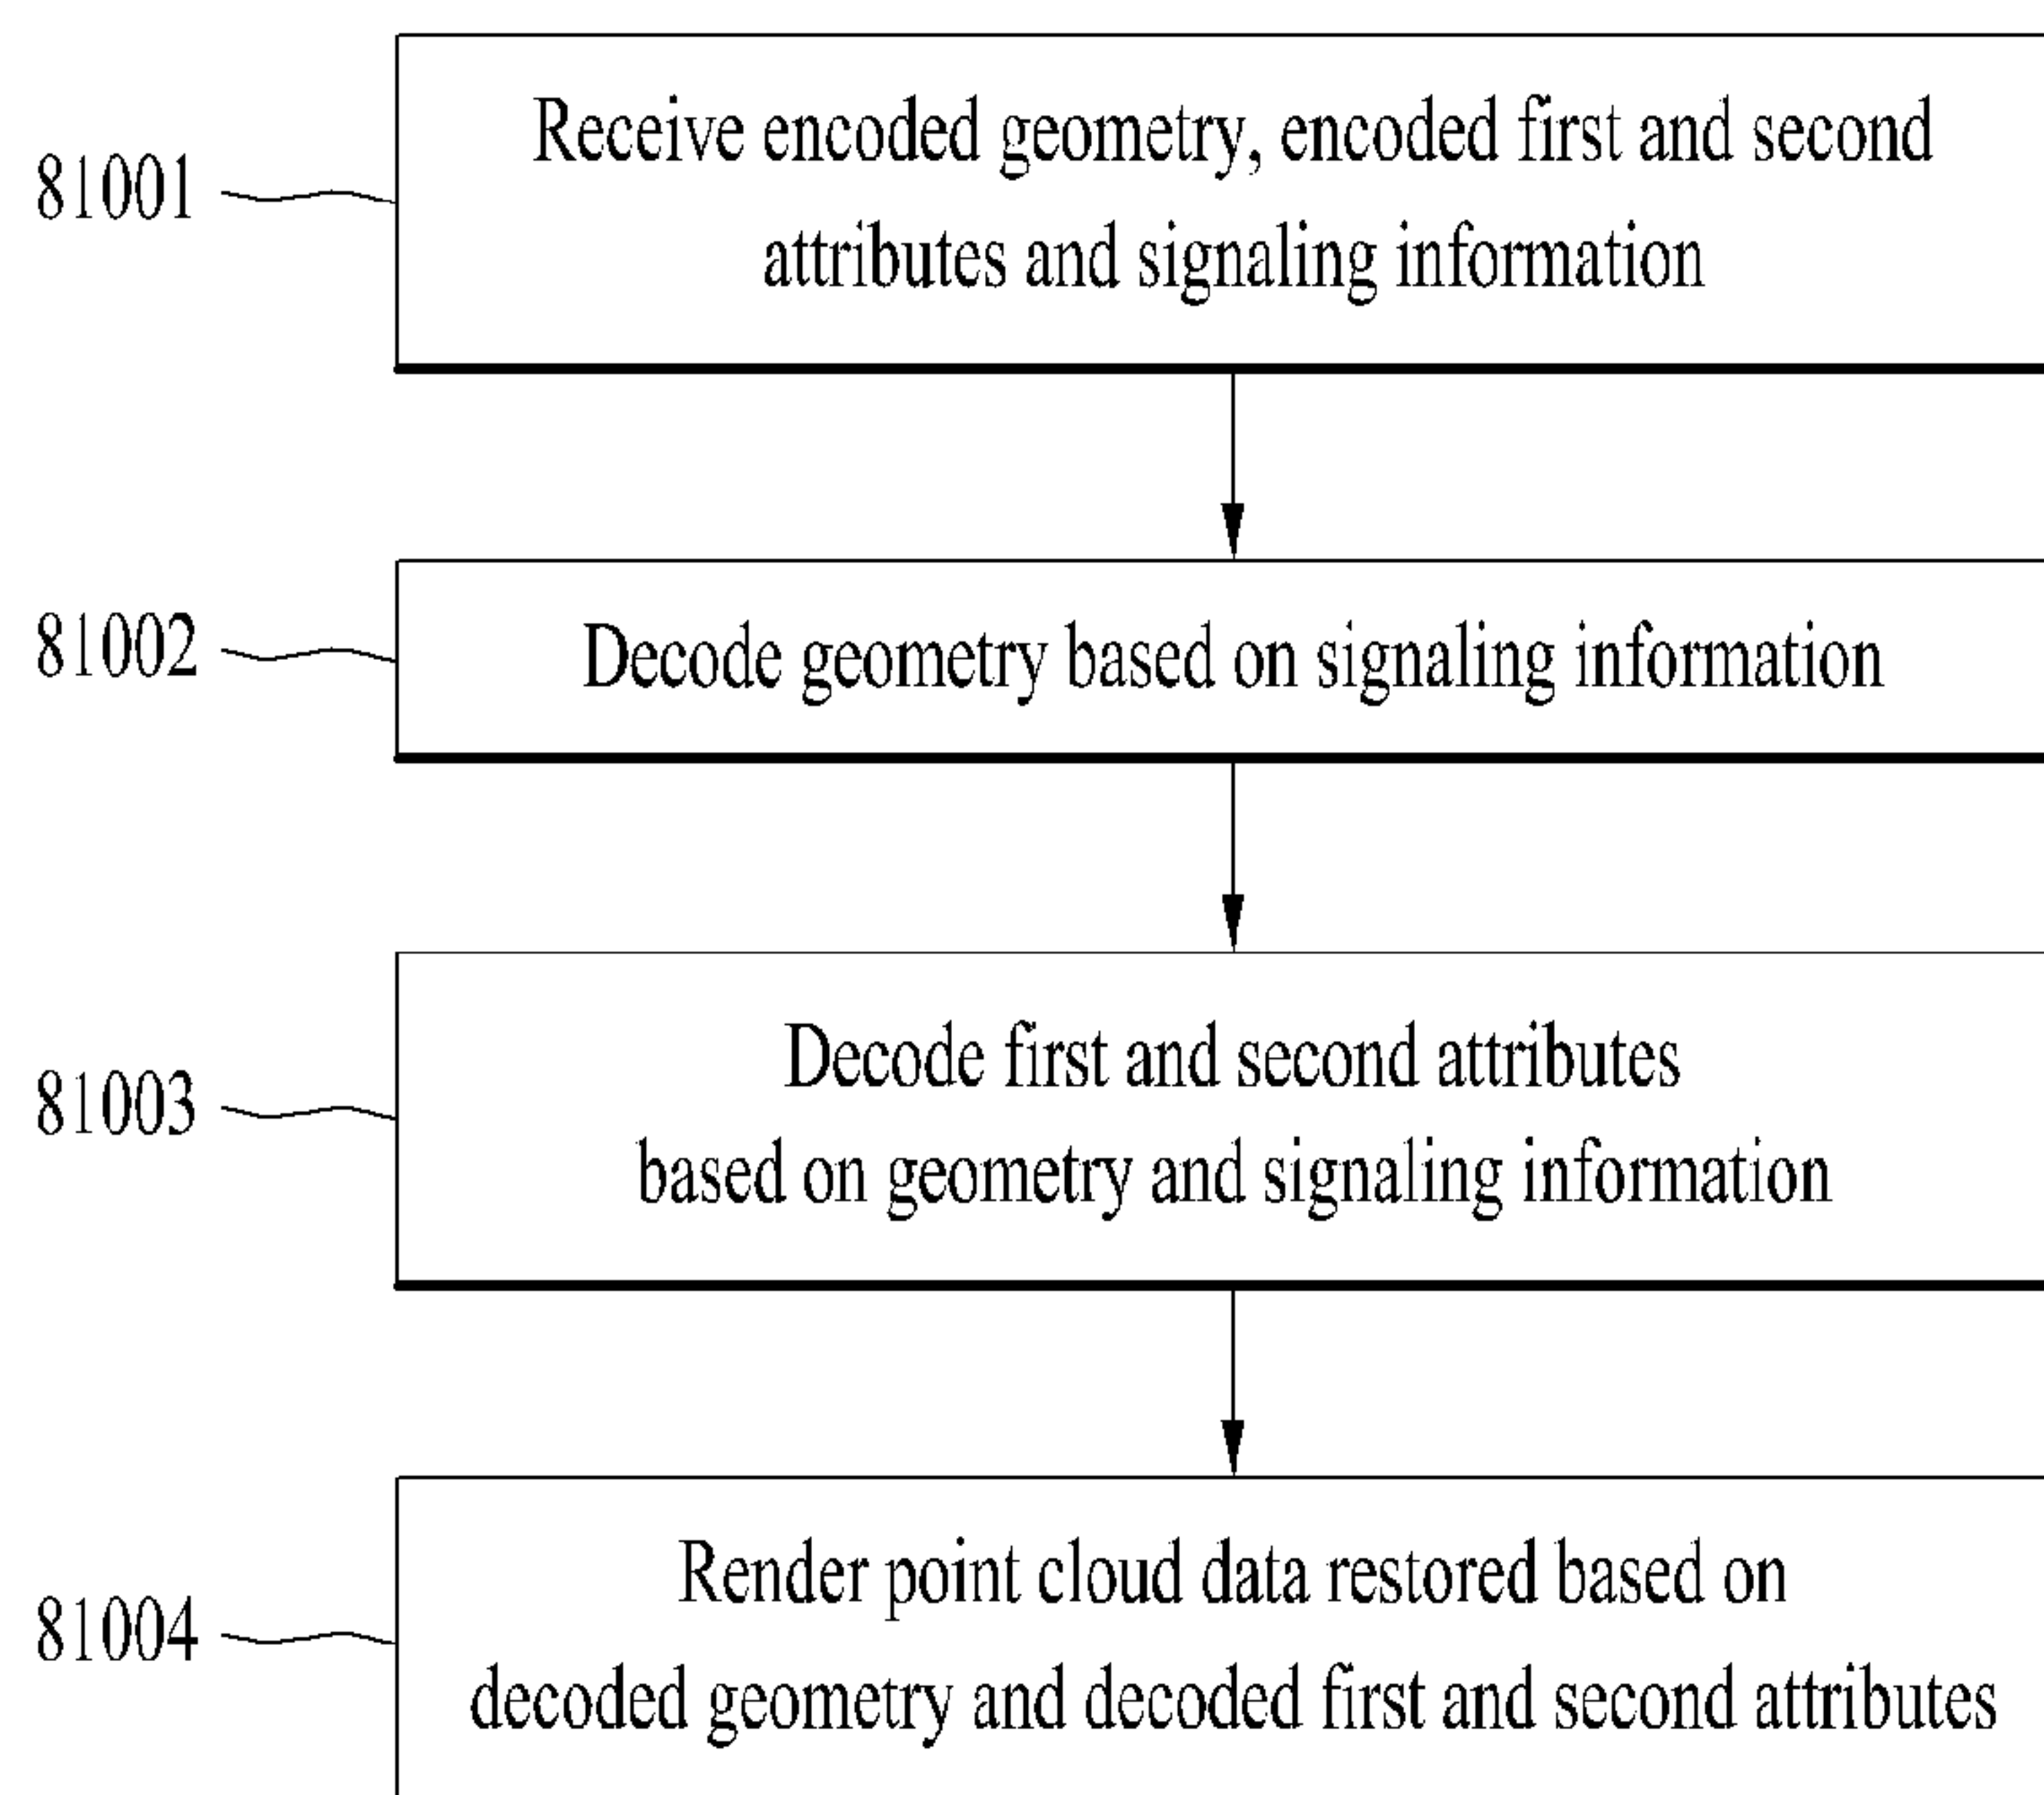 81001
Receive encoded geometry, encoded first and second
attributes and signaling information
81002
Decode geometry based on signaling information
81003
Decode first and second attributes
based on geometry and signaling information
81004
Render point cloud data restored based on
decoded geometry and decoded first and second attributes